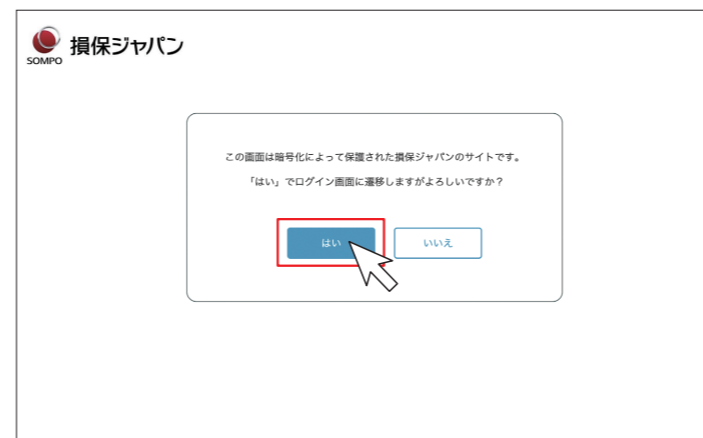 SOMPO 損保ジャパン
この画面は暗号化によって保護された損保ジャパンのサイトです。
「はい」でログイン画面に遷移しますがよろしいですか？
はい いいえ